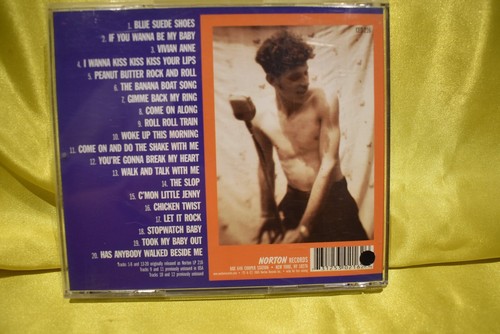 1. BLUE SUEDE SHOES
2. IF YOU WANNA BE MY BABY
3. VIVIAN ANNE
4. I WANNA KISS KISS KISS YOUR LIPS
5. PEANUT BUTTER ROCK AND ROLL
6. THE BANANA BOAT SONG
7. GIMME BACK MY RING
8. COME ON ALONG
9. ROLL ROLL TRAIN
10. WOKE UP THIS MORNING
11. COME ON AND DO THE SHAKE WITH ME
12. YOU'RE GONNA BREAK MY HEART
13. WALK AND TALK WITH ME
14. THE SLOP
15. C'MON LITTLE JENNY
16. CHICKEN TWIST
17. LET IT ROCK
18. STOPWATCH BABY
19. TOOK MY BABY OUT
20. HAS ANYBODY WALKED BESIDE ME
NORTON RECORDS
NEW YORK, NY